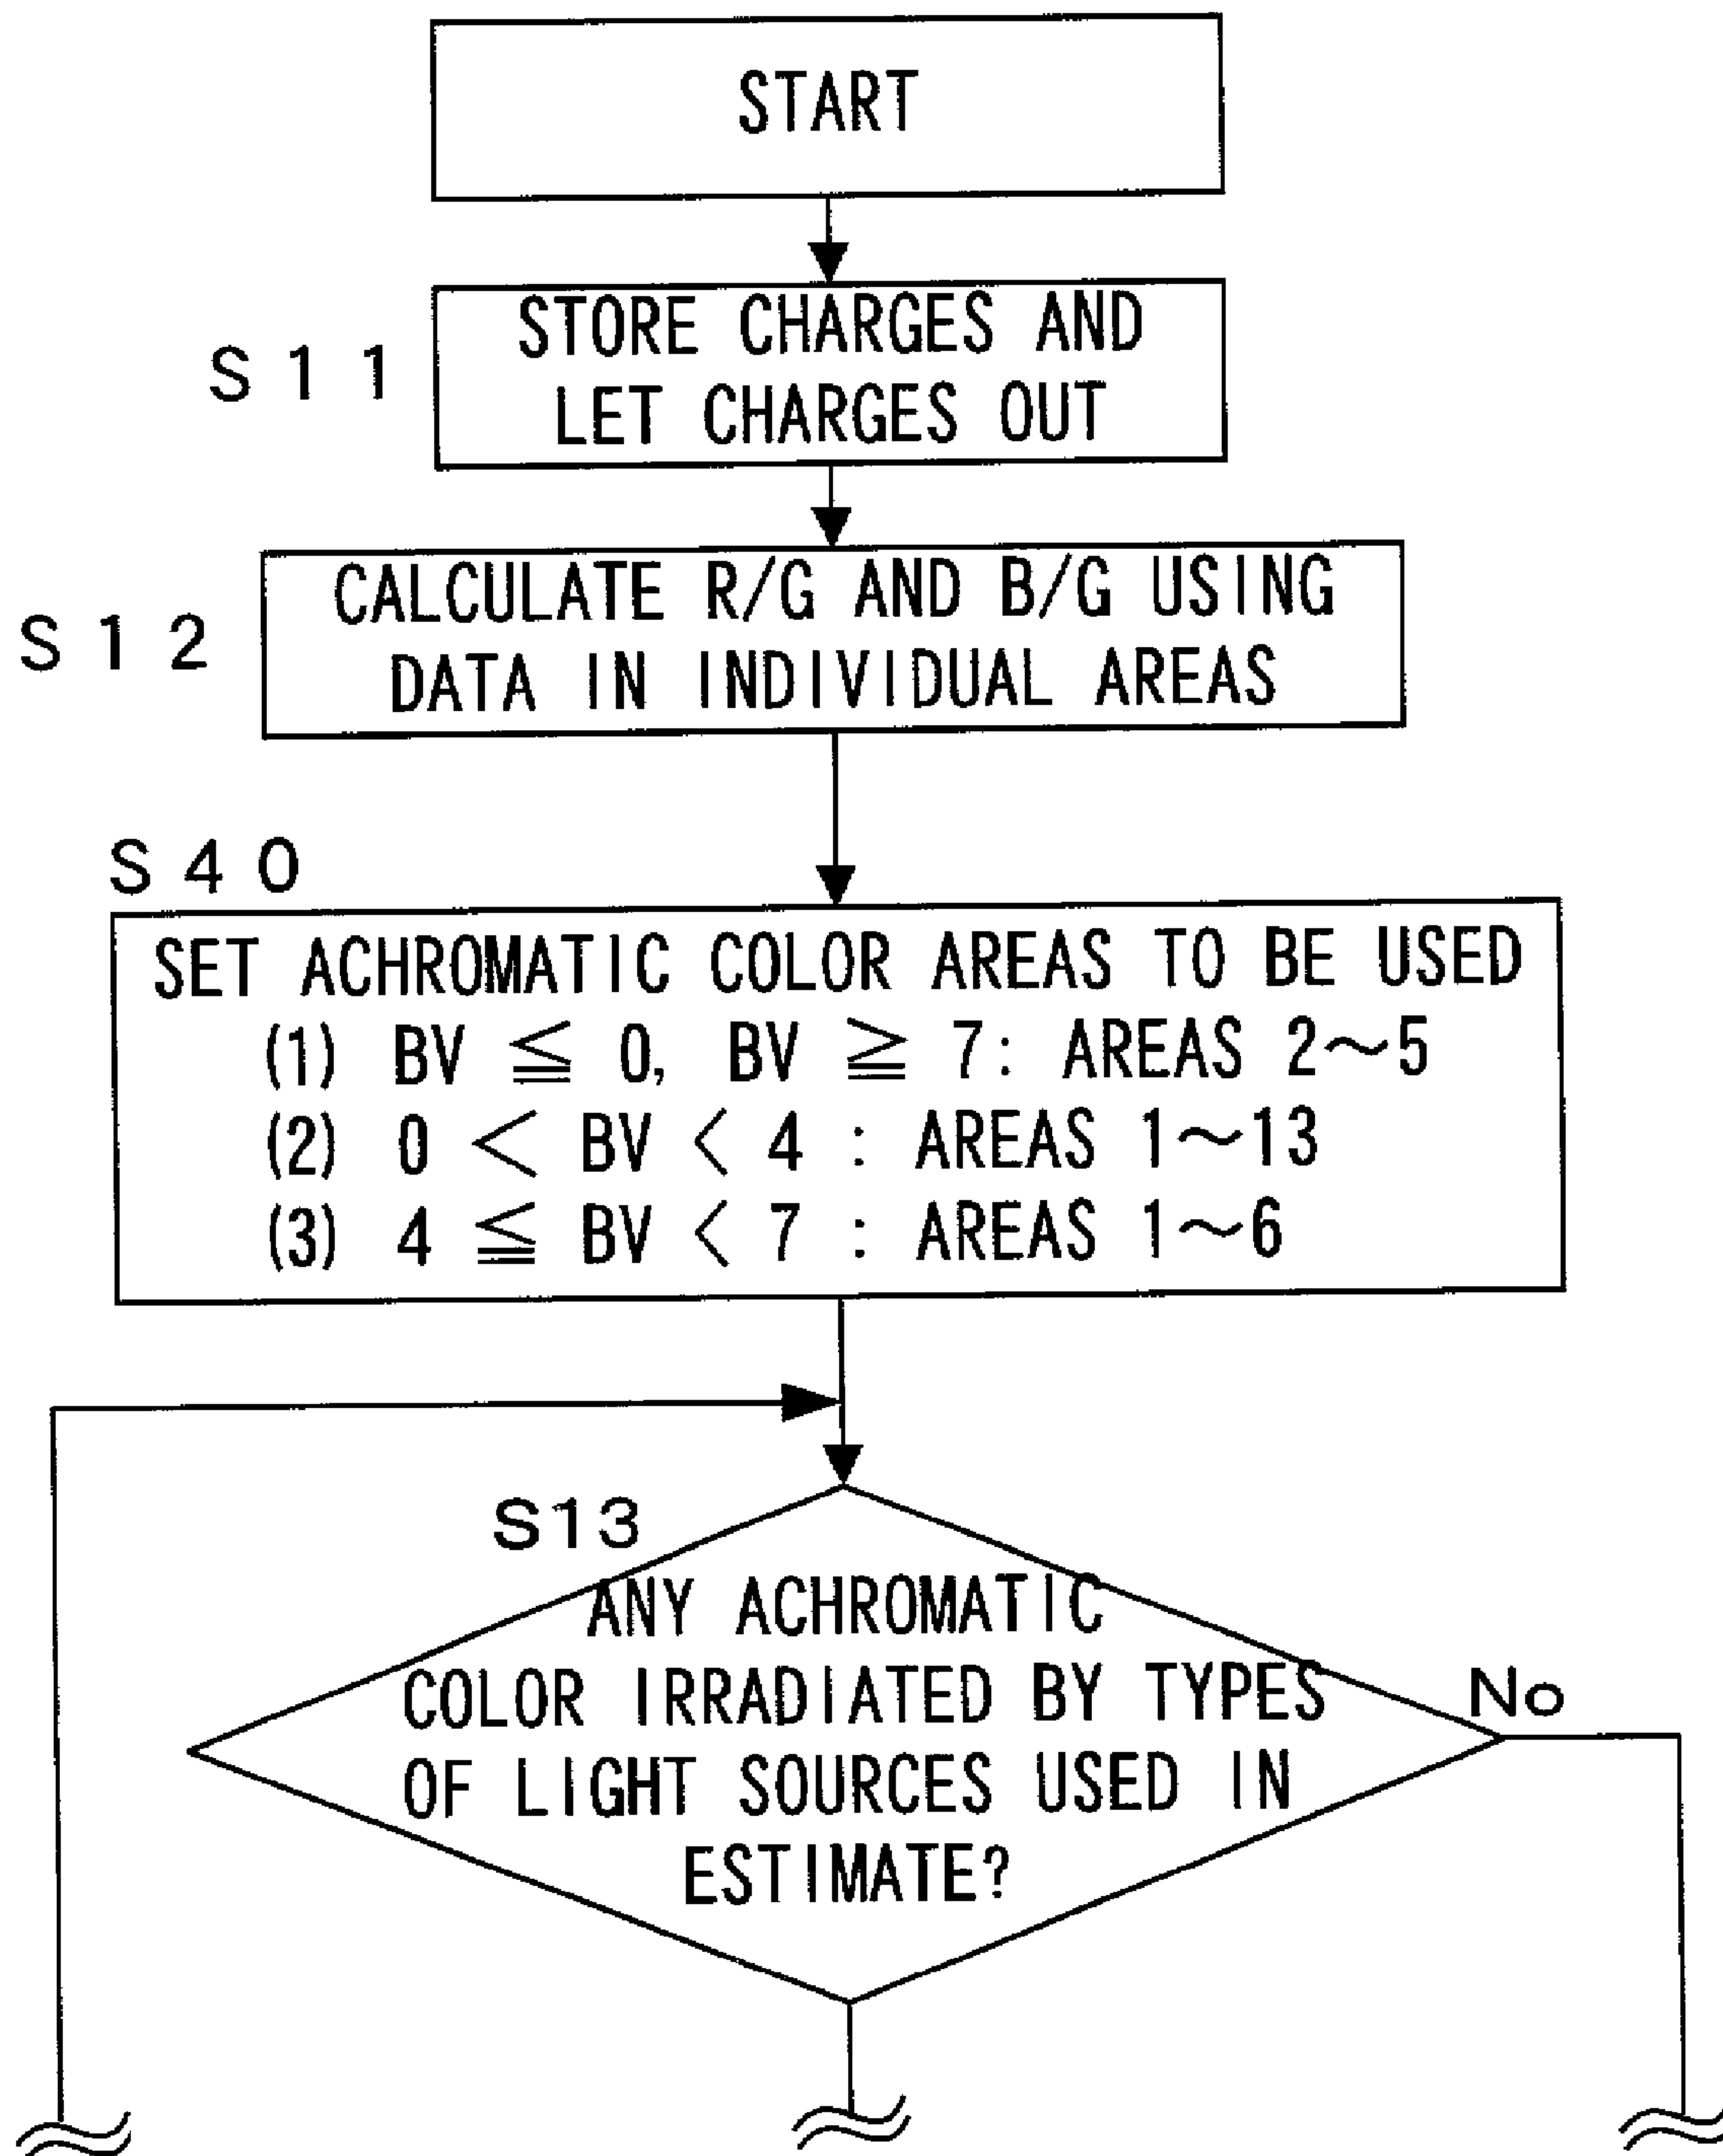 START
S11
STORE CHARGES AND
LET CHARGES OUT
S12
CALCULATE R/G AND B/G USING
DATA IN INDIVIDUAL AREAS
S40
SET ACHROMATIC COLOR AREAS TO BE USED
(1) BV ≦ 0, BV ≧ 7: AREAS 2~5
(2) 0 < BV < 4 : AREAS 1~13
(3) 4 ≦ BV < 7 : AREAS 1~6
S13
ANY ACHROMATIC
COLOR IRRADIATED BY TYPES
OF LIGHT SOURCES USED IN
ESTIMATE?
No